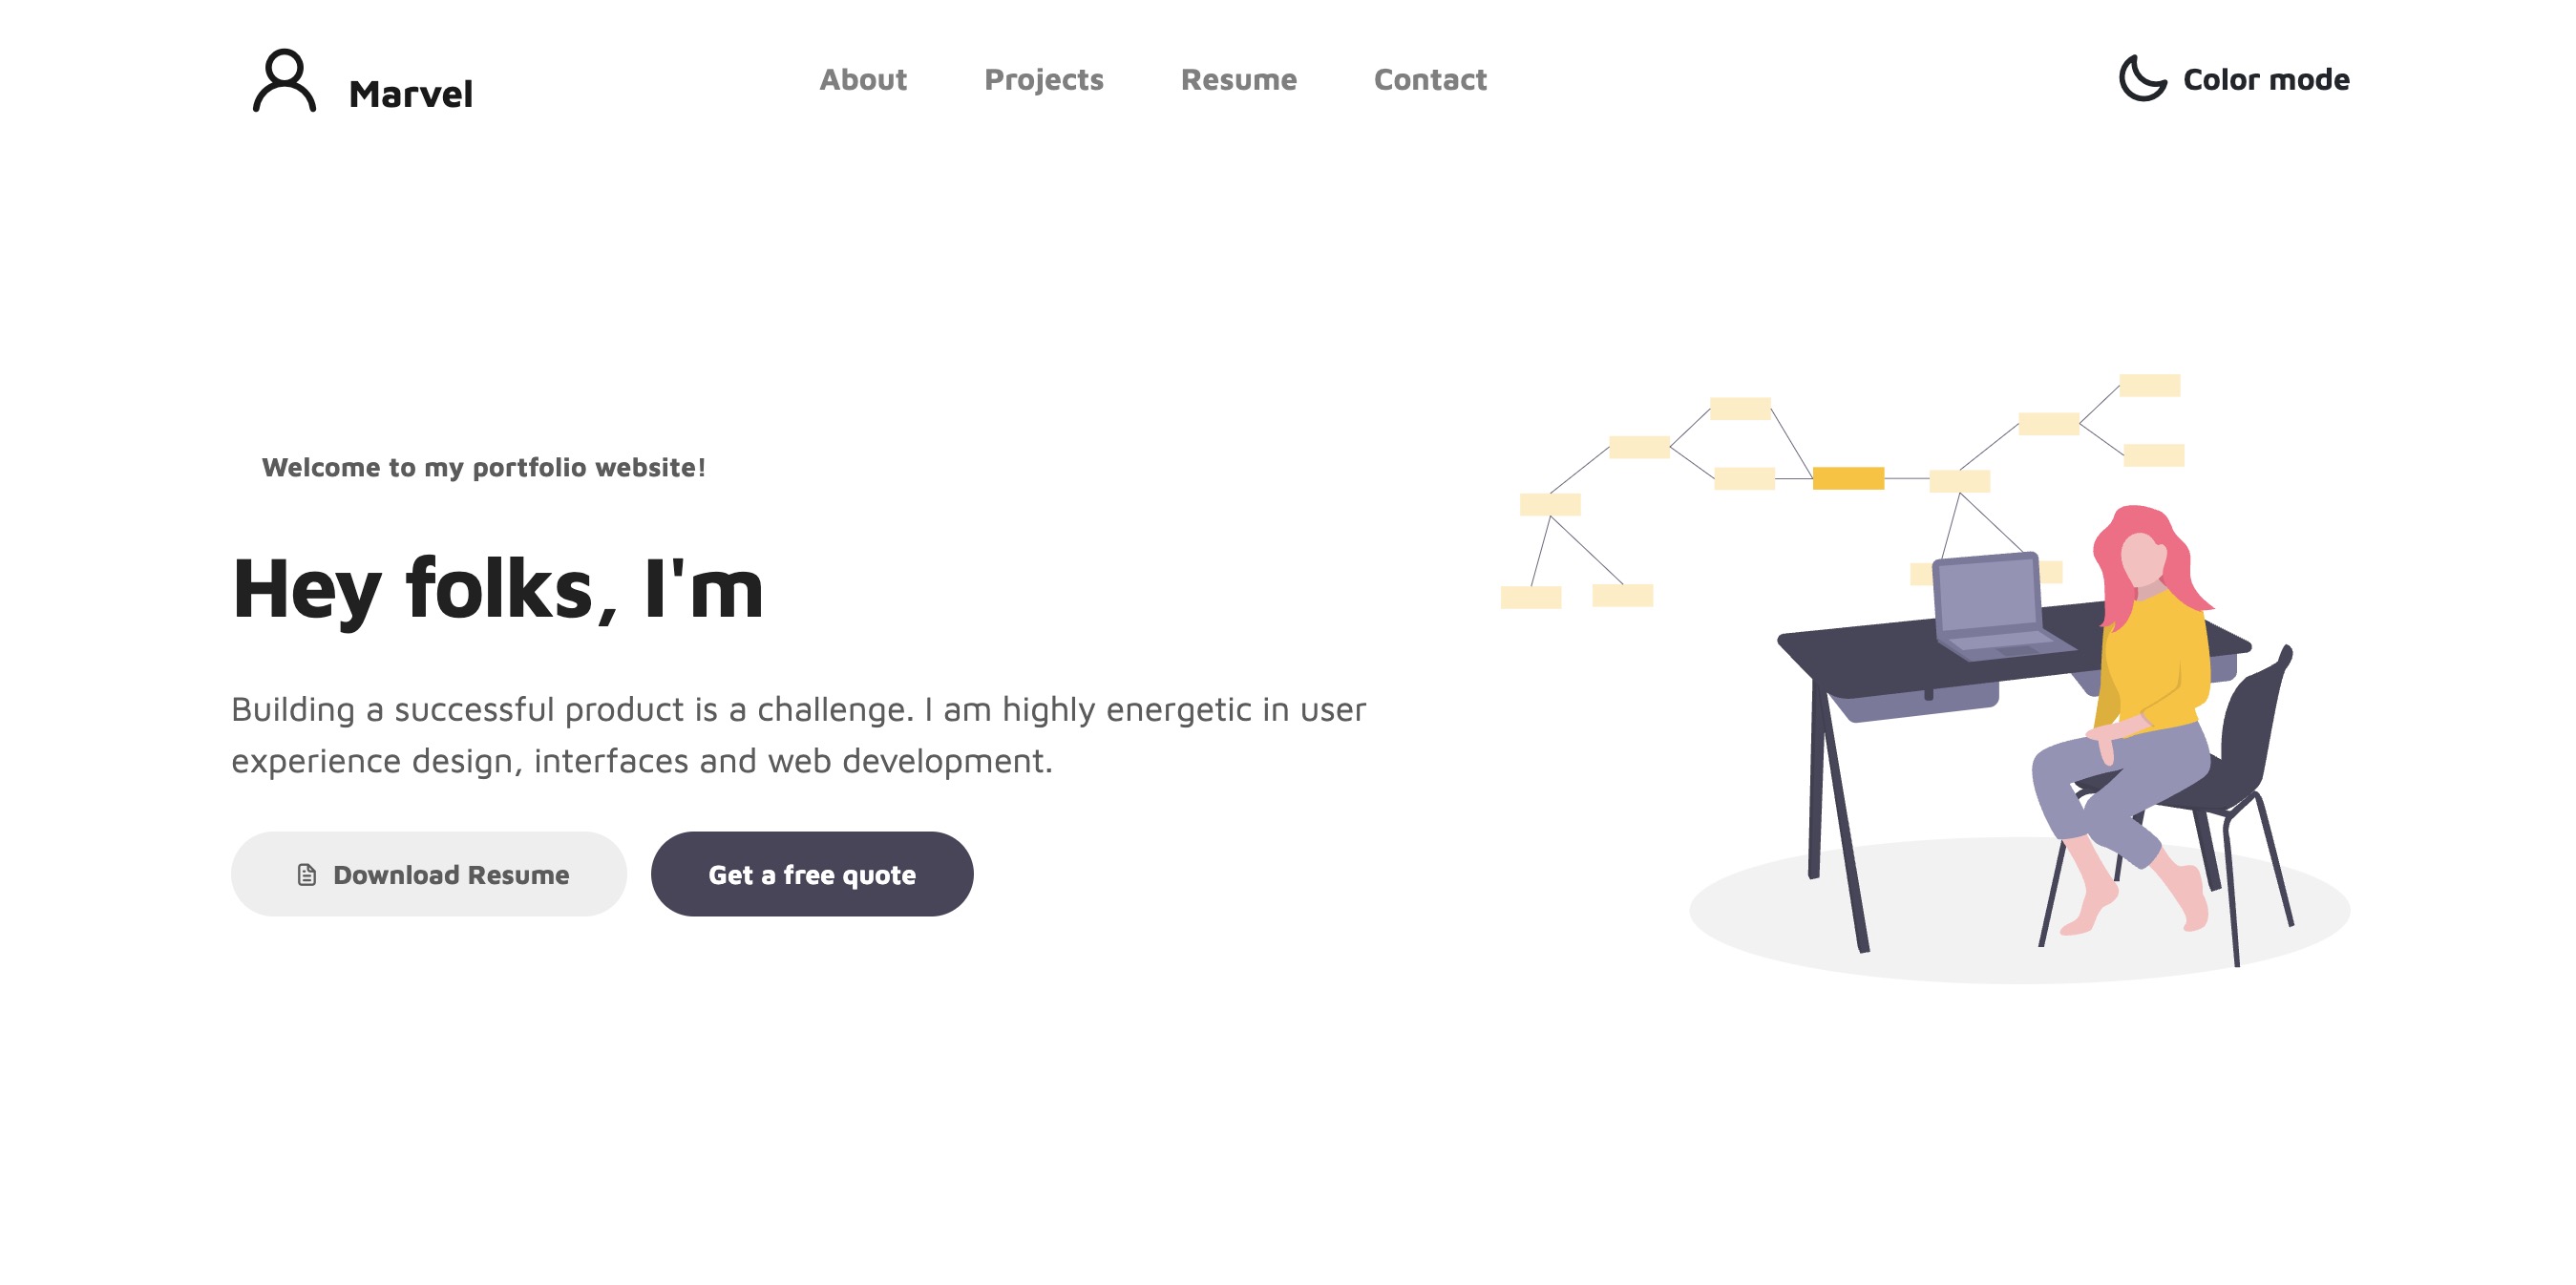 Marvel
About
Projects
Resume
Contact
Color mode
Welcome to my portfolio website!
Hey folks, I'm
Building a successful product is a challenge. I am highly energetic in user
experience design, interfaces and web development.
Download Resume
Get a free quote